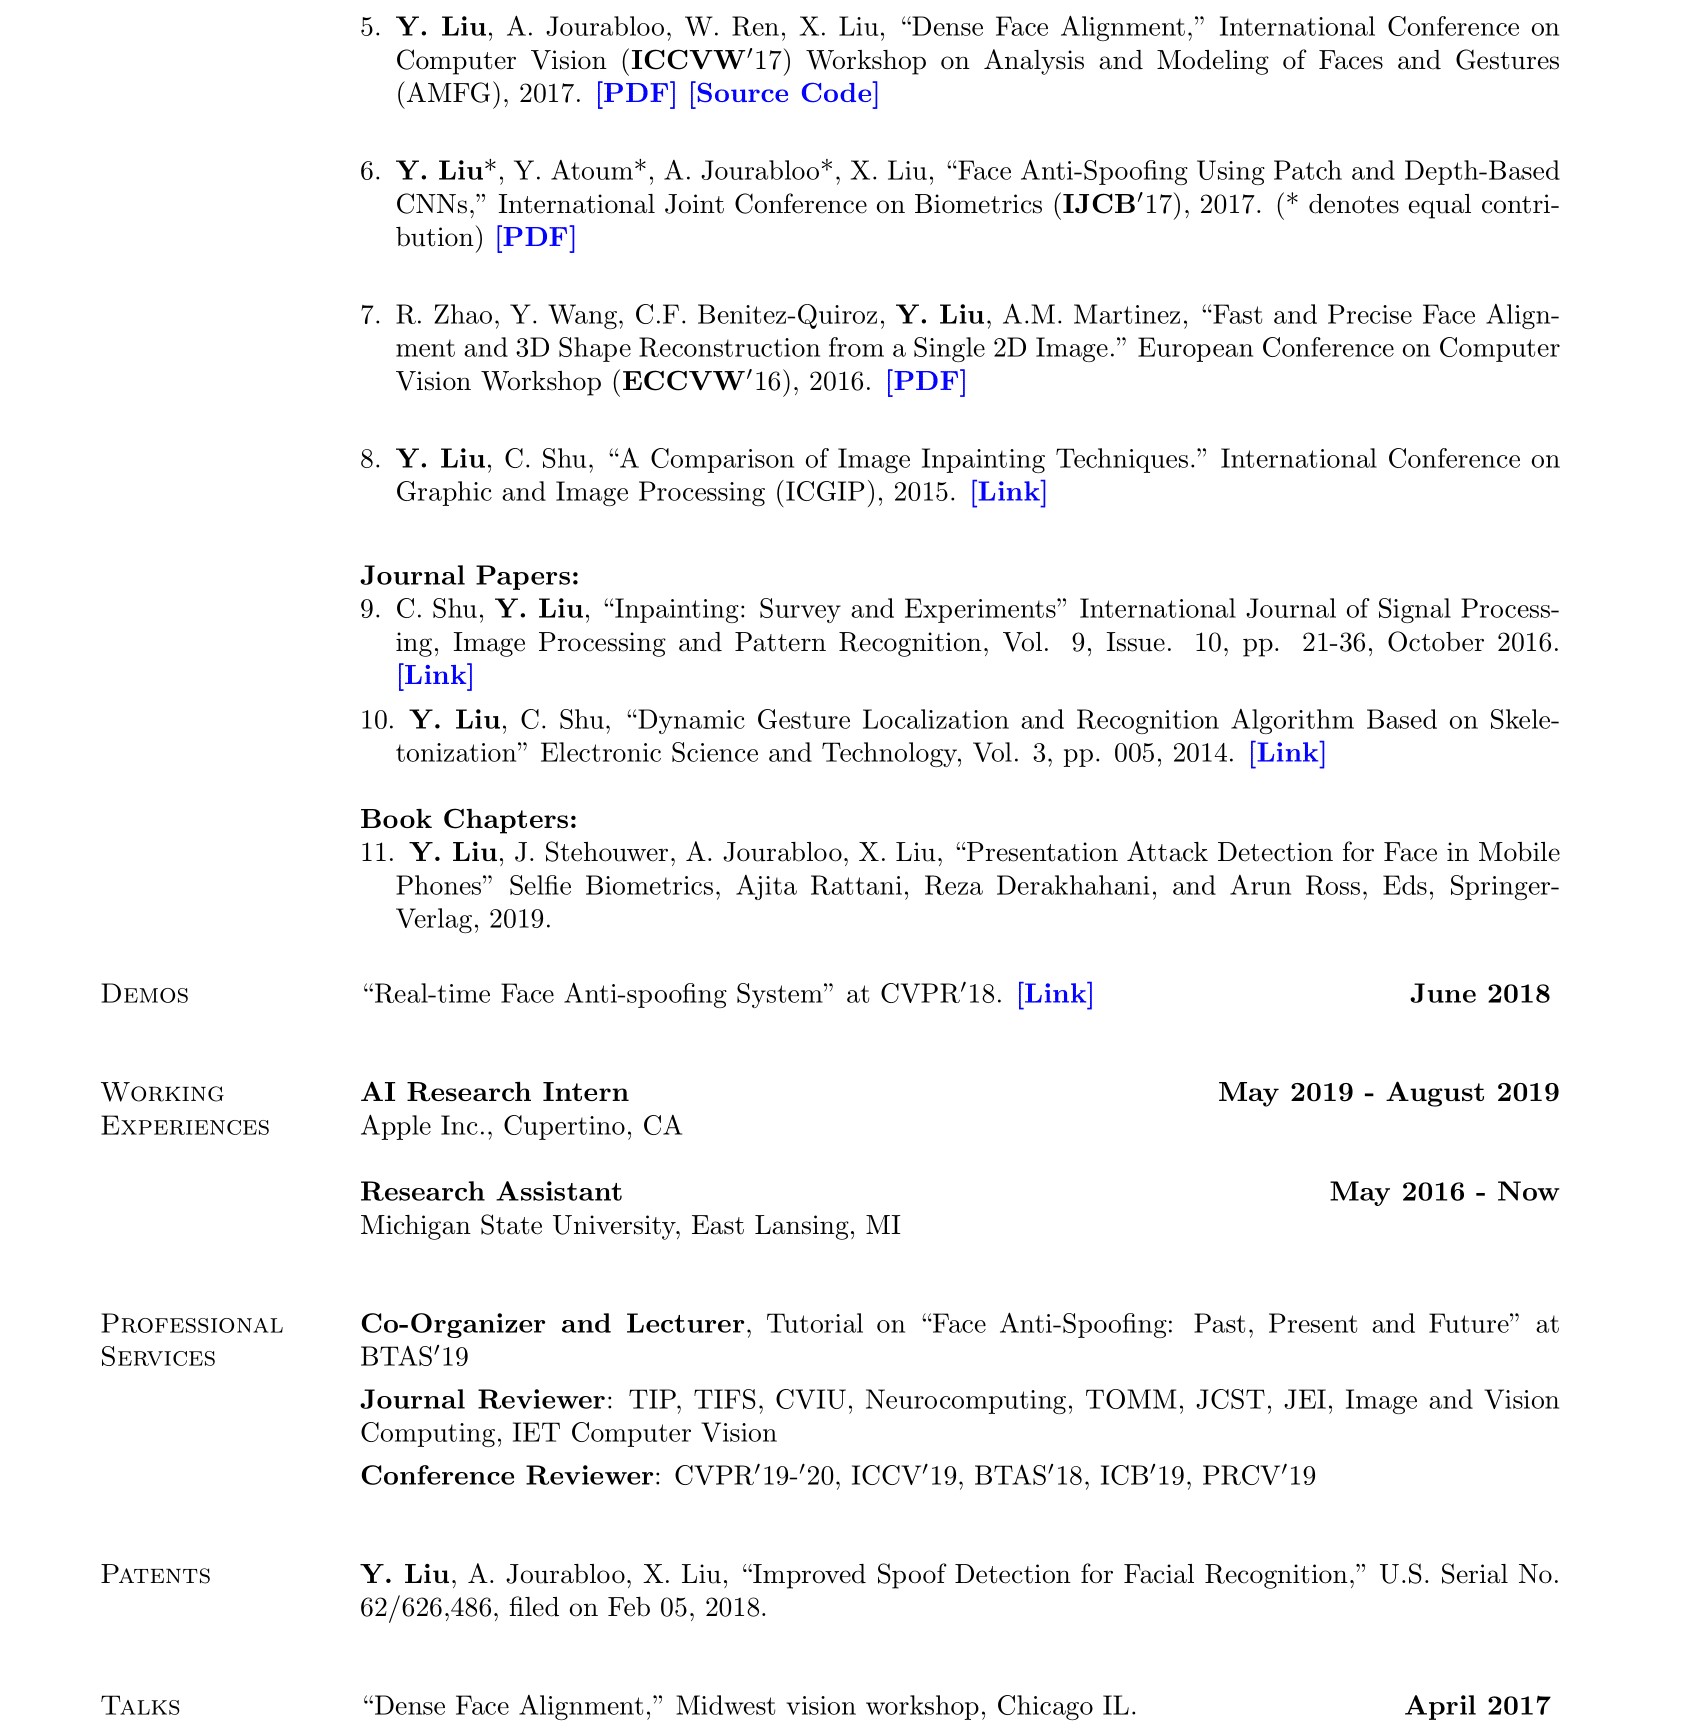 5. Y. Liu, A. Jourabloo, W. Ren, X. Liu, “Dense Face Alignment,” International Conference on
Computer Vision (ICCVW′17) Workshop on Analysis and Modeling of Faces and Gestures
(AMFG), 2017. [PDF] [Source Code]
6. Y. Liu*, Y. Atoum*, A. Jourabloo*, X. Liu, “Face Anti-Spoofing Using Patch and Depth-Based
CNNs,” International Joint Conference on Biometrics (IJCB′17), 2017. (* denotes equal contri-
bution) [PDF]
7. R. Zhao, Y. Wang, C.F. Benitez-Quiroz, Y. Liu, A.M. Martinez, “Fast and Precise Face Align-
ment and 3D Shape Reconstruction from a Single 2D Image.” European Conference on Computer
Vision Workshop (ECCVW′16), 2016. [PDF]
8. Y. Liu, C. Shu, “A Comparison of Image Inpainting Techniques.” International Conference on
Graphic and Image Processing (ICGIP), 2015. [Link]
Journal Papers:
9. C. Shu, Y. Liu, “Inpainting: Survey and Experiments” International Journal of Signal Process-
ing, Image Processing and Pattern Recognition, Vol. 9, Issue. 10, pp. 21-36, October 2016.
[Link]
10. Y. Liu, C. Shu, “Dynamic Gesture Localization and Recognition Algorithm Based on Skele-
tonization” Electronic Science and Technology, Vol. 3, pp. 005, 2014. [Link]
Book Chapters:
11. Y. Liu, J. Stehouwer, A. Jourabloo, X. Liu, “Presentation Attack Detection for Face in Mobile
Phones” Selfie Biometrics, Ajita Rattani, Reza Derakhahani, and Arun Ross, Eds, Springer-
Verlag, 2019.
Demos “Real-time Face Anti-spoofing System” at CVPR′18. [Link] June 2018
Working AI Research Intern May 2019 - August 2019
Experiences Apple Inc., Cupertino, CA
Research Assistant May 2016 - Now
Michigan State University, East Lansing, MI
Professional Co-Organizer and Lecturer, Tutorial on “Face Anti-Spoofing: Past, Present and Future” at
Services BTAS′19
Journal Reviewer: TIP, TIFS, CVIU, Neurocomputing, TOMM, JCST, JEI, Image and Vision
Computing, IET Computer Vision
Conference Reviewer: CVPR′19-′20, ICCV′19, BTAS′18, ICB′19, PRCV′19
Patents Y. Liu, A. Jourabloo, X. Liu, “Improved Spoof Detection for Facial Recognition,” U.S. Serial No.
62/626,486, filed on Feb 05, 2018.
Talks “Dense Face Alignment,” Midwest vision workshop, Chicago IL. April 2017